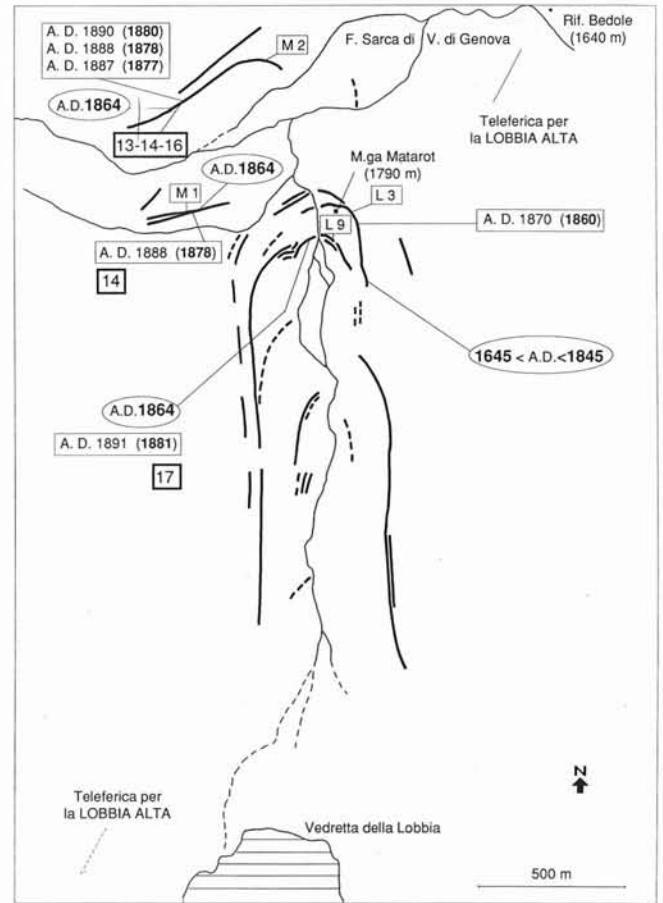 A. D. 1890 (1880)
A. D. 1888 (1878)
A. D. 1887 (1877)
M 2
F. Sarca di V. di Genova
Rif. Bedole
(1640 m)
A.D.1864
Teleferica per
la LOBBIA ALTA
13-14-16
A.D.1864
M.ga Matarot
(1790 m)
M 1
L 3
L 9
A. D. 1870 (1860)
A. D. 1888 (1878)
14
1645 < A.D.<1845
A.D.1864
A. D. 1891 (1881)
17
N
Teleferica per
la LOBBIA ALTA
Vedretta della Lobbia
500 m